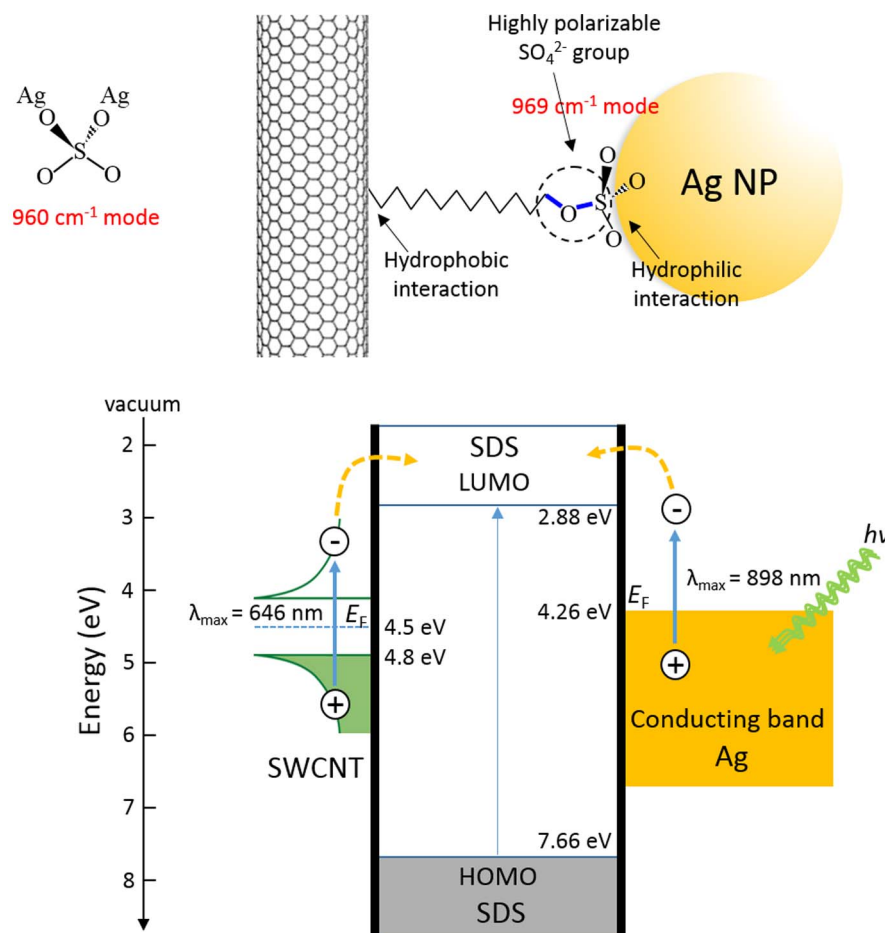 Highly polarizable
SO₄²⁻ group
969 cm⁻¹ mode
Ag Ag
O O
S
O O
960 cm⁻¹ mode
O
O
O S
O
Ag NP
Hydrophobic
interaction
Hydrophilic
interaction
vacuum
Energy (eV)
2
3
4
5
6
7
8
SDS
LUMO
2.88 eV
-
-
hν
λmax = 646 nm
EF
4.5 eV
4.8 eV
4.26 eV
EF
λmax = 898 nm
+
+
SWCNT
Conducting band
Ag
7.66 eV
HOMO
SDS